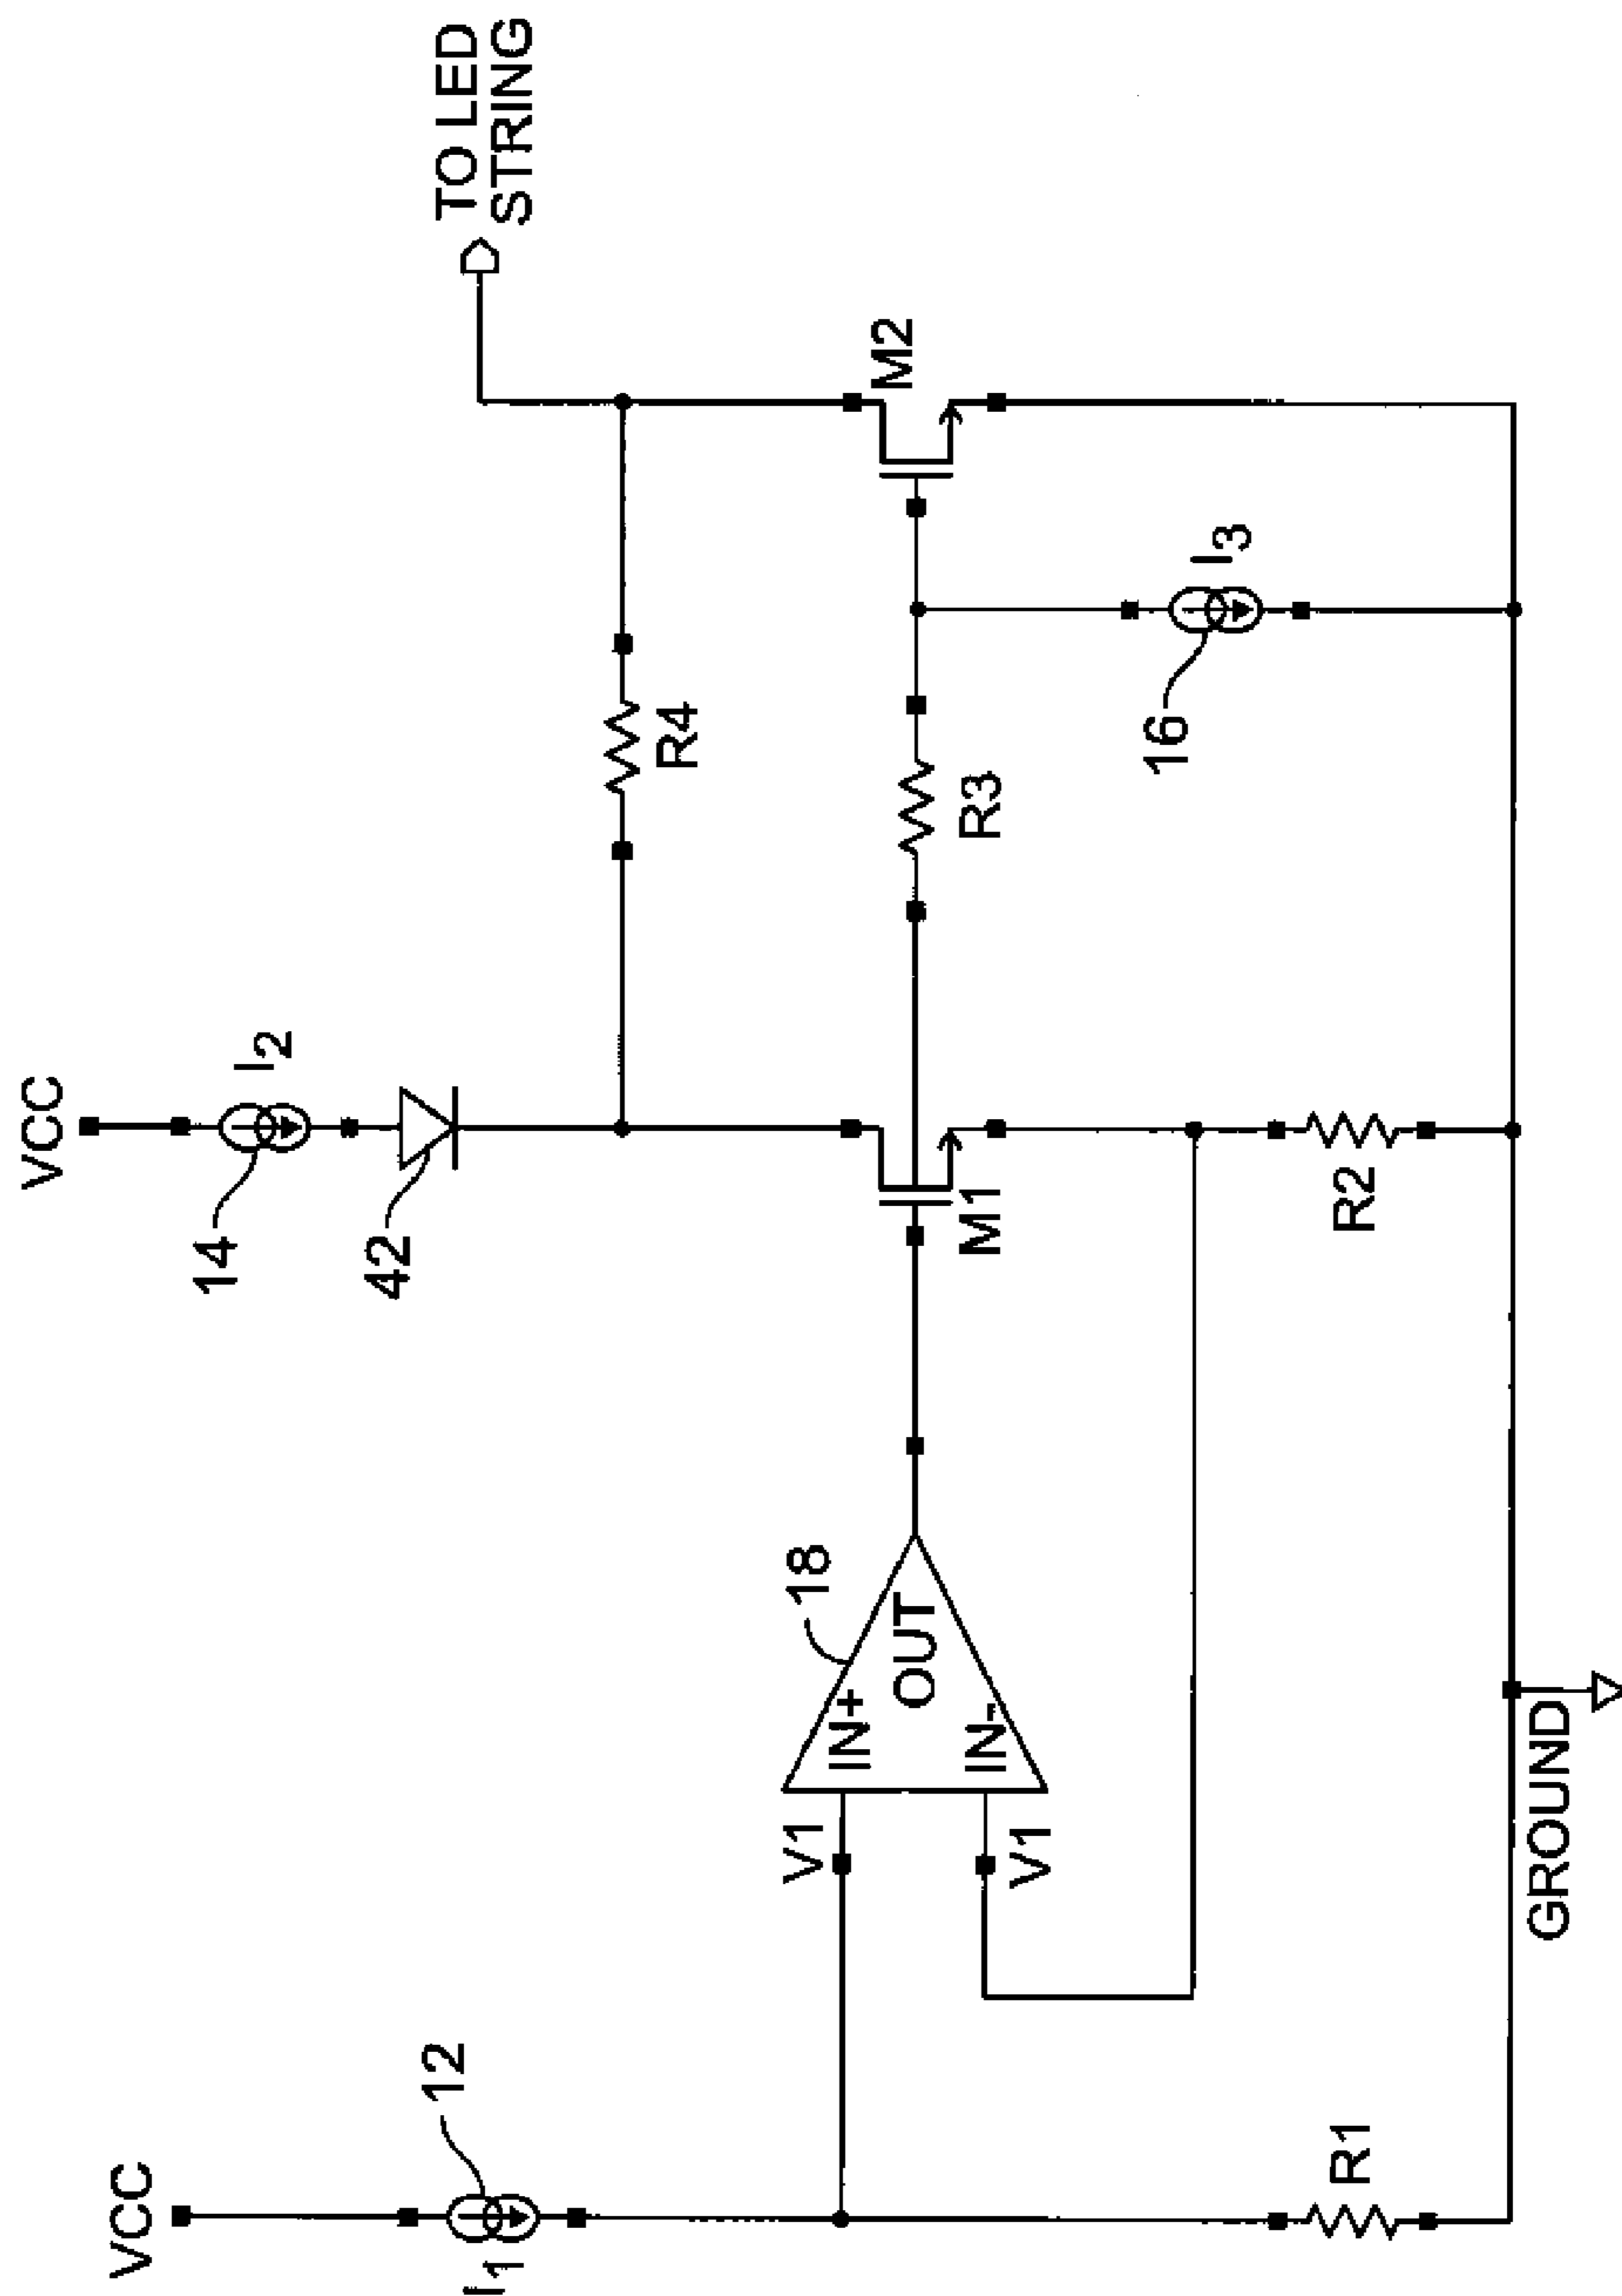 VCC
I1
12
VCC
14
I2
42
TO LED
STRING
R4
V1
V1
IN+
IN-
OUT
18
M1
M2
R3
16
I3
R1
R2
GROUND